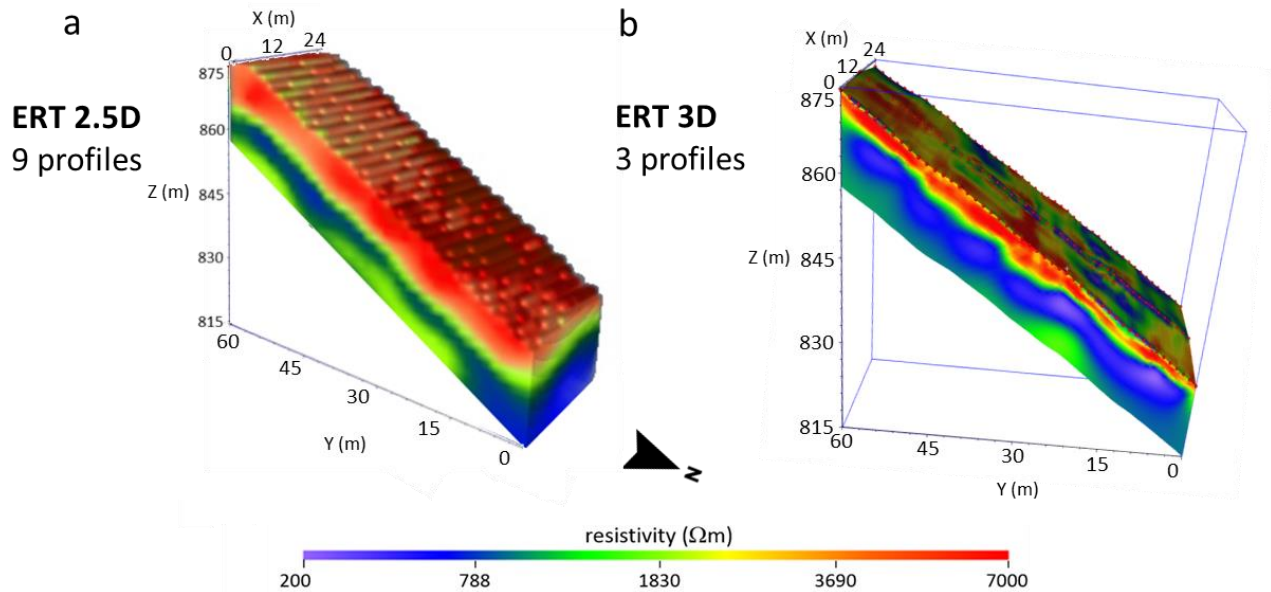 a
X (m)
0 12 24
875
860
Z (m) 845
830
815
60
45
30
15
0
Y (m)
ERT 2.5D
9 profiles
b
X (m)
0 12 24
875
860
Z (m) 845
830
815
60
45
30
15
0
Y (m)
ERT 3D
3 profiles
N
resistivity (Ωm)
200 788 1830 3690 7000